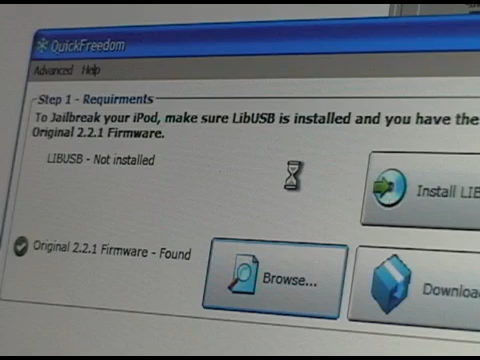 QuickFreedom
Advanced Help
Step 1 - Requirments
To Jailbreak your iPod, make sure LibUSB is installed and you have the
Original 2.2.1 Firmware.
LIBUSB - Not installed
Install LIB
Original 2.2.1 Firmware - Found
Browse...
Downloa